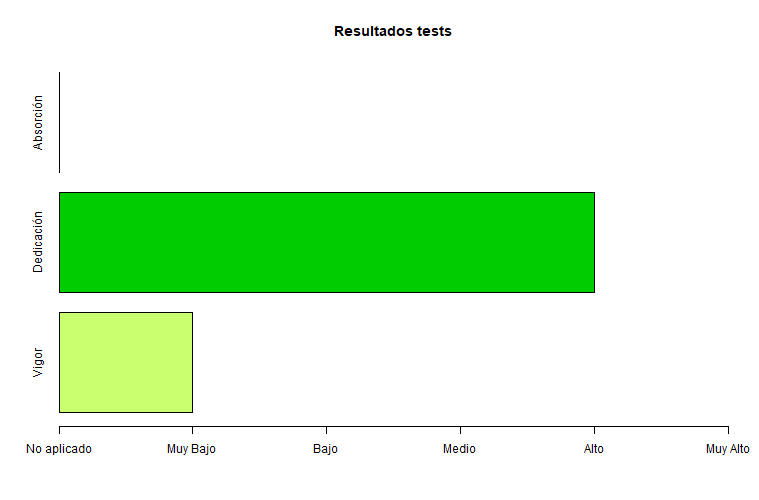 Resultados tests
Absorción
Dedicación
Vigor
No aplicado
Muy Bajo
Bajo
Medio
Alto
Muy Alto